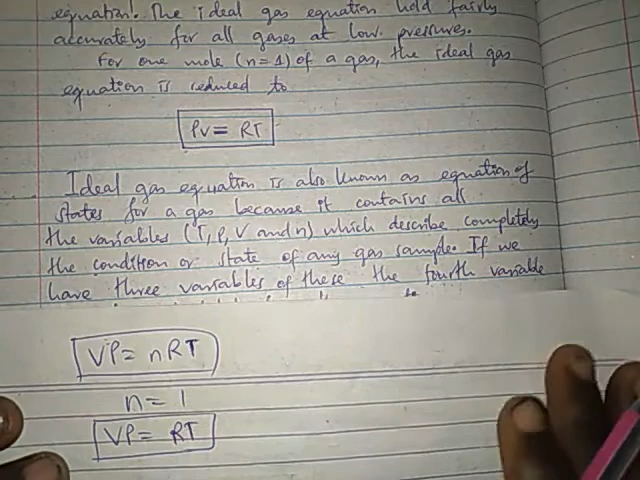 equation! The ideal gas equation hold fairly
accurately for all gases at low pressures.
For one mole (n=1) of a gas, the ideal gas
equation is reduced to
PV = RT
Ideal gas equation is also known as equation of
states for a gas because it contains all
the variables (T, P, V and n) which describe completely
the condition or state of any gas sample. If we
have three variables of these the fourth variable
VP = nRT
n = 1
VP = RT